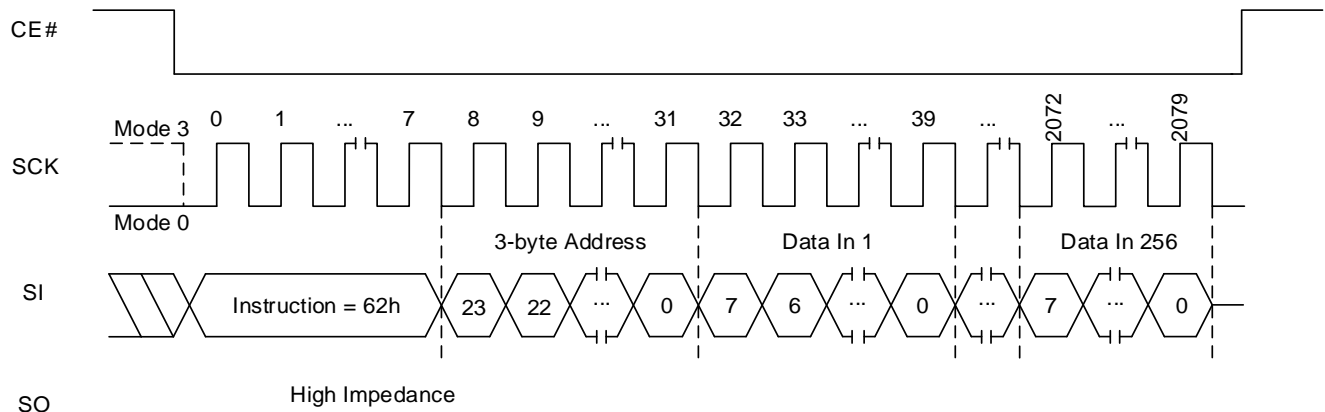 CE#
0 1 ... 7 8 9 ... 31 32 33 ... 39 ... 2072 ... 2079
Mode 3
SCK
Mode 0
3-byte Address Data In 1 Data In 256
SI Instruction = 62h 23 22 ... 0 7 6 ... 0 ... 7 ... 0
High Impedance
SO